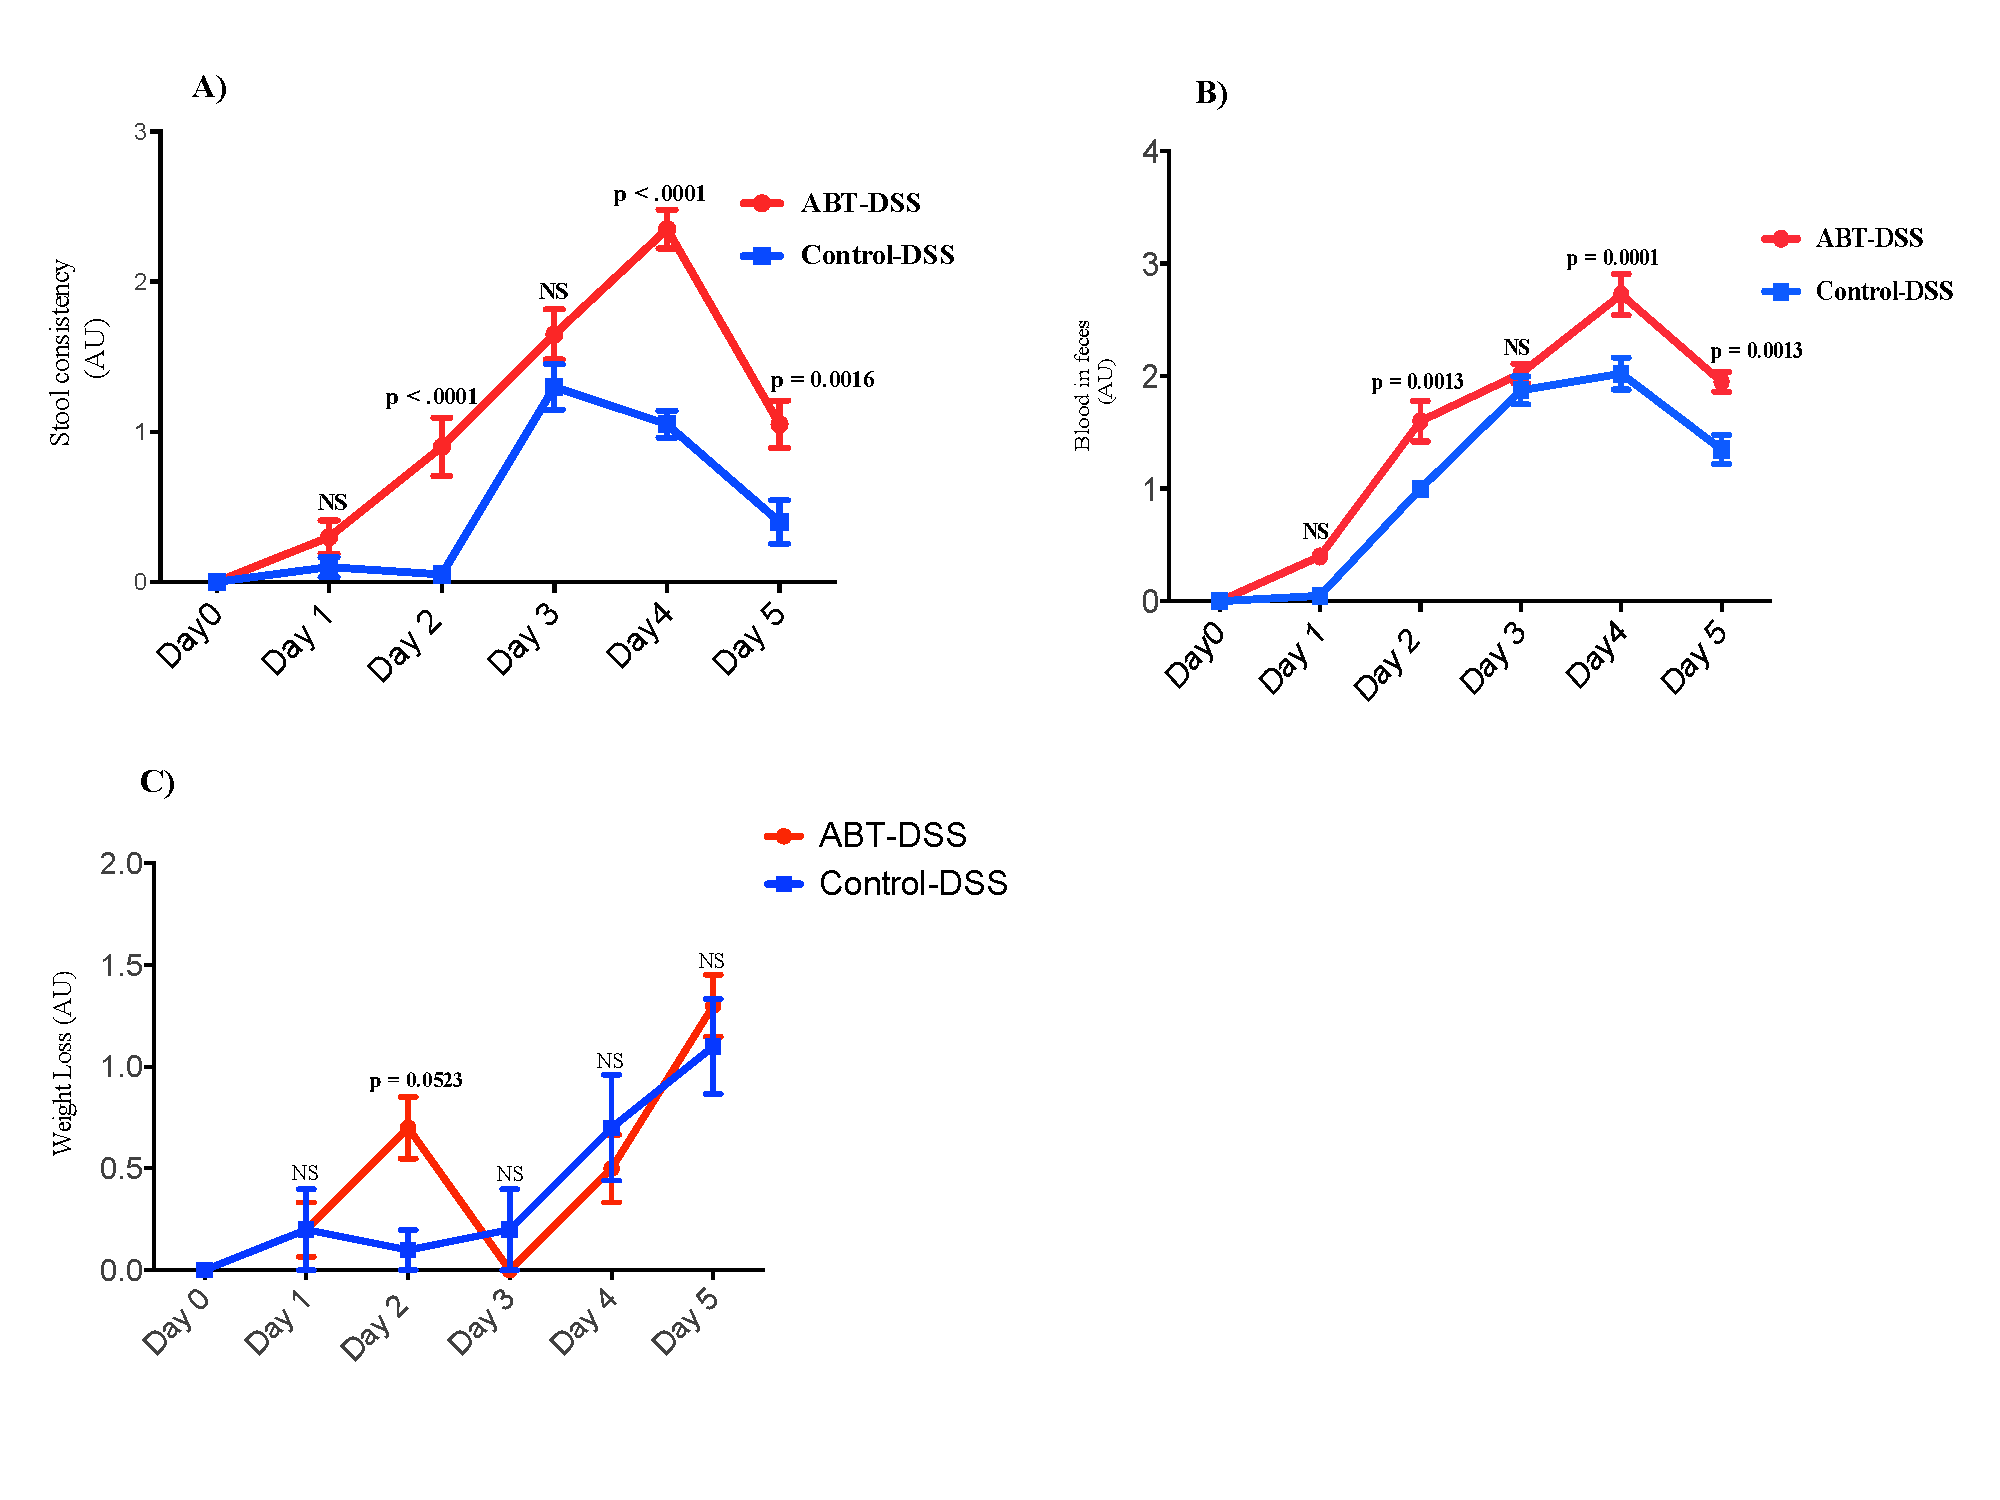 A)
3
2
1
0
Stool consistency
(AU)
NS
p < .0001
NS
p < .0001
p = 0.0016
ABT-DSS
Control-DSS
Day0
Day 1
Day 2
Day 3
Day4
Day 5
B)
4
3
2
1
0
Blood in feces
(AU)
NS
p = 0.0013
NS
p = 0.0001
p = 0.0013
ABT-DSS
Control-DSS
Day0
Day 1
Day 2
Day 3
Day4
Day 5
C)
2.0
1.5
1.0
0.5
0.0
Weight Loss (AU)
NS
p = 0.0523
NS
NS
NS
ABT-DSS
Control-DSS
Day 0
Day 1
Day 2
Day 3
Day 4
Day 5